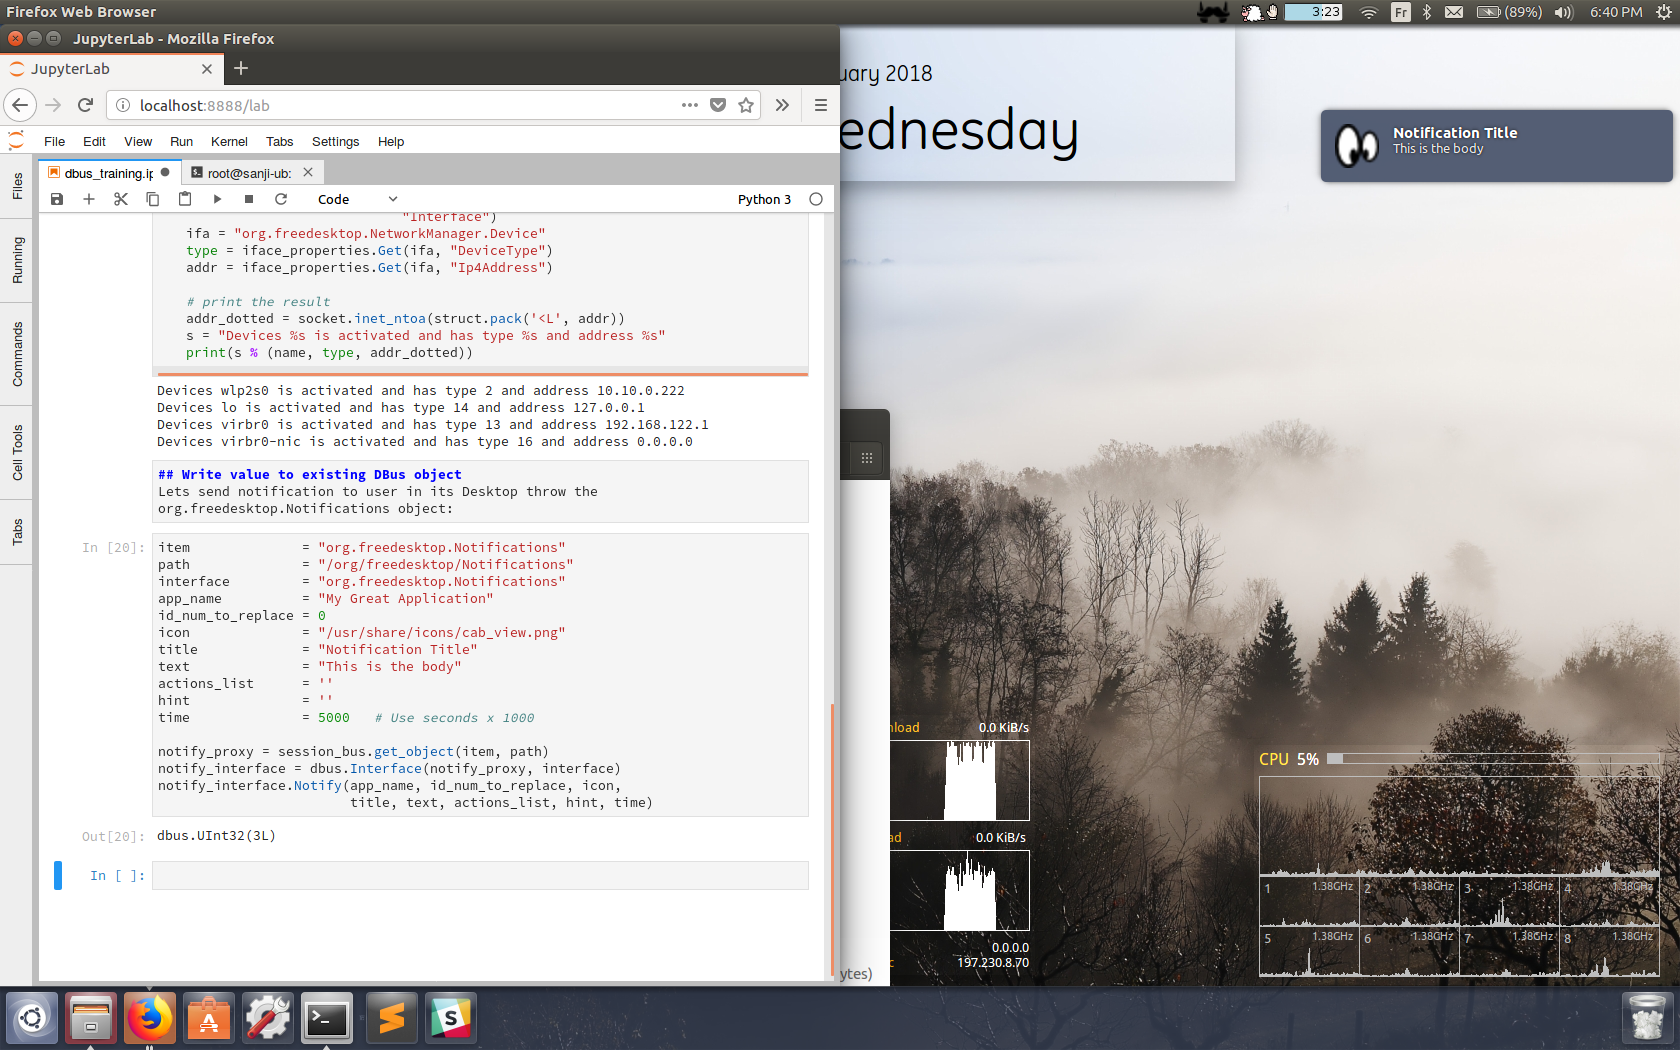 Firefox Web Browser
3:23
Fr
(89%)
6:40 PM
JupyterLab - Mozilla Firefox
JupyterLab
localhost:8888/lab
File Edit View Run Kernel Tabs Settings Help
dbus_training.ip
root@sanji-ub:
Code
Python 3
Files
Running
Commands
Cell Tools
Tabs
"Interface")
ifa = "org.freedesktop.NetworkManager.Device"
type = iface_properties.Get(ifa, "DeviceType")
addr = iface_properties.Get(ifa, "Ip4Address")
# print the result
addr_dotted = socket.inet_ntoa(struct.pack('<L', addr))
s = "Devices %s is activated and has type %s and address %s"
print(s % (name, type, addr_dotted))
Devices wlp2s0 is activated and has type 2 and address 10.10.0.222
Devices lo is activated and has type 14 and address 127.0.0.1
Devices virbr0 is activated and has type 13 and address 192.168.122.1
Devices virbr0-nic is activated and has type 16 and address 0.0.0.0
## Write value to existing DBus object
Lets send notification to user in its Desktop throw the
org.freedesktop.Notifications object:
In [20]:
item = "org.freedesktop.Notifications"
path = "/org/freedesktop/Notifications"
interface = "org.freedesktop.Notifications"
app_name = "My Great Application"
id_num_to_replace = 0
icon = "/usr/share/icons/cab_view.png"
title = "Notification Title"
text = "This is the body"
actions_list = ''
hint = ''
time = 5000 # Use seconds x 1000
notify_proxy = session_bus.get_object(item, path)
notify_interface = dbus.Interface(notify_proxy, interface)
notify_interface.Notify(app_name, id_num_to_replace, icon,
title, text, actions_list, hint, time)
Out[20]: dbus.UInt32(3L)
In [ ]:
uary 2018
ednesday
Notification Title
This is the body
nload 0.0 KiB/s
ad 0.0 KiB/s
0.0.0.0
c 197.230.8.70
ytes)
CPU 5%
1 1.38GHz 2 1.38GHz 3 1.38GHz 4 1.38GHz
5 1.38GHz 6 1.38GHz 7 1.38GHz 8 1.38GHz